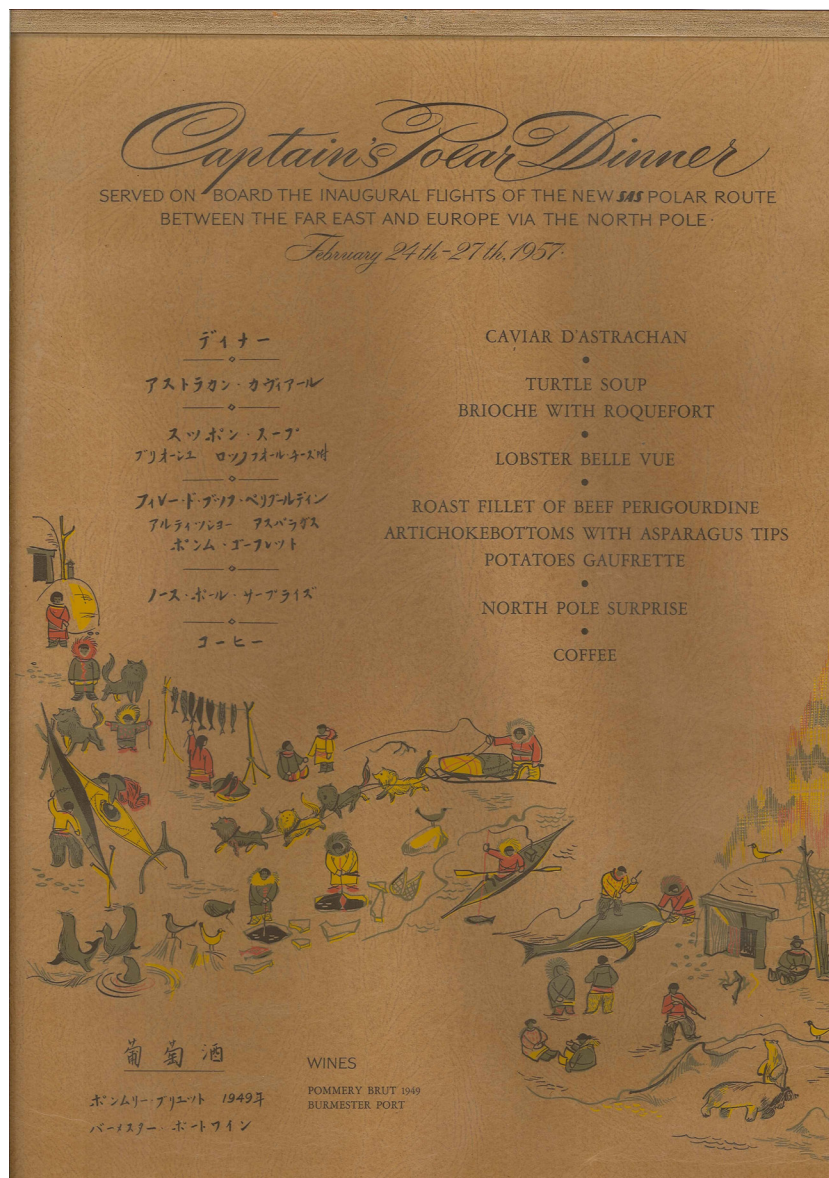 Captain's Polar Dinner
SERVED ON BOARD THE INAUGURAL FLIGHTS OF THE NEW SAS POLAR ROUTE
BETWEEN THE FAR EAST AND EUROPE VIA THE NORTH POLE·
February 24th-27th, 1957·
ディナー
アストラカン・カヴィアール
スッポン・スープ
ブリオーシュ ロックフォール・チーズ付
フィレー・ド・ブッフ・ペリグールディン
アルティッショー アスパラガス
ポンム・ゴーフレット
ノース・ポール・サープライズ
コーヒー
CAVIAR D'ASTRACHAN
TURTLE SOUP
BRIOCHE WITH ROQUEFORT
LOBSTER BELLE VUE
ROAST FILLET OF BEEF PERIGOURDINE
ARTICHOKEBOTTOMS WITH ASPARAGUS TIPS
POTATOES GAUFRETTE
NORTH POLE SURPRISE
COFFEE
葡萄酒
ポンムリー・ブリュット 1949年
バーメスター・ポートワイン
WINES
POMMERY BRUT 1949
BURMESTER PORT